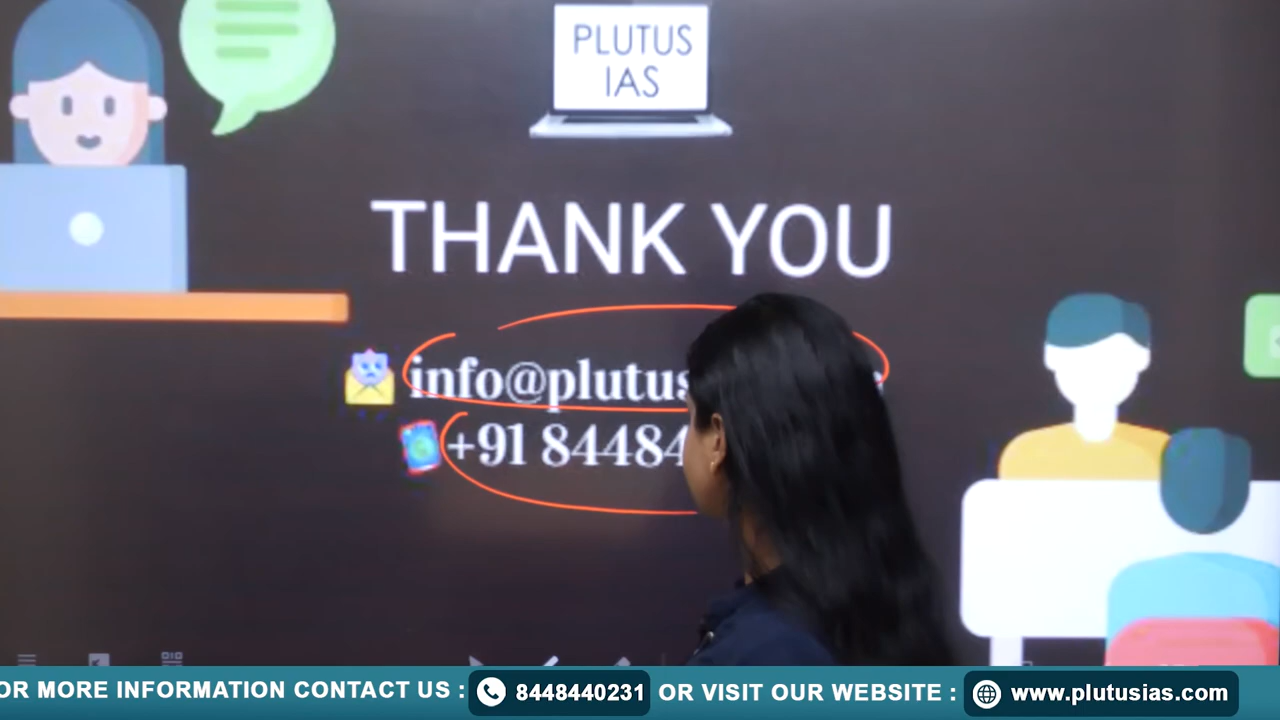 PLUTUS
IAS
THANK YOU
info@plutus
+91 84484
OR MORE INFORMATION CONTACT US : 8448440231 OR VISIT OUR WEBSITE : www.plutusias.com